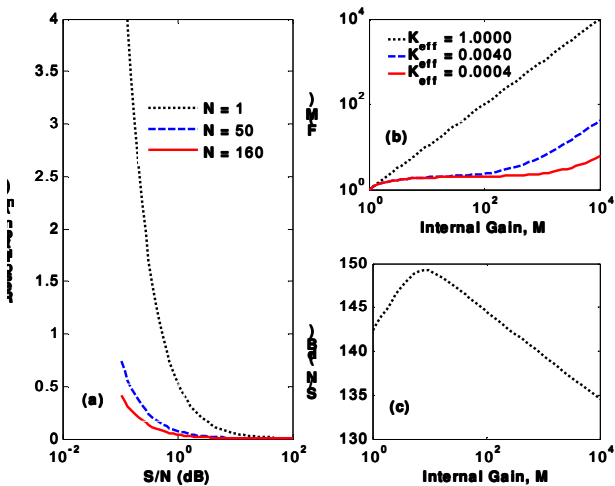 4
3.5
3
2.5
2
1.5
1
0.5
0
N = 1
N = 50
N = 160
(a)
10^-2
10^0
10^2
S/N (dB)
10^4
10^2
10^0
F(M)
K_eff = 1.0000
K_eff = 0.0040
K_eff = 0.0004
(b)
10^0
10^2
10^4
Internal Gain, M
150
145
140
135
130
S/N (dB)
(c)
10^0
10^2
10^4
Internal Gain, M